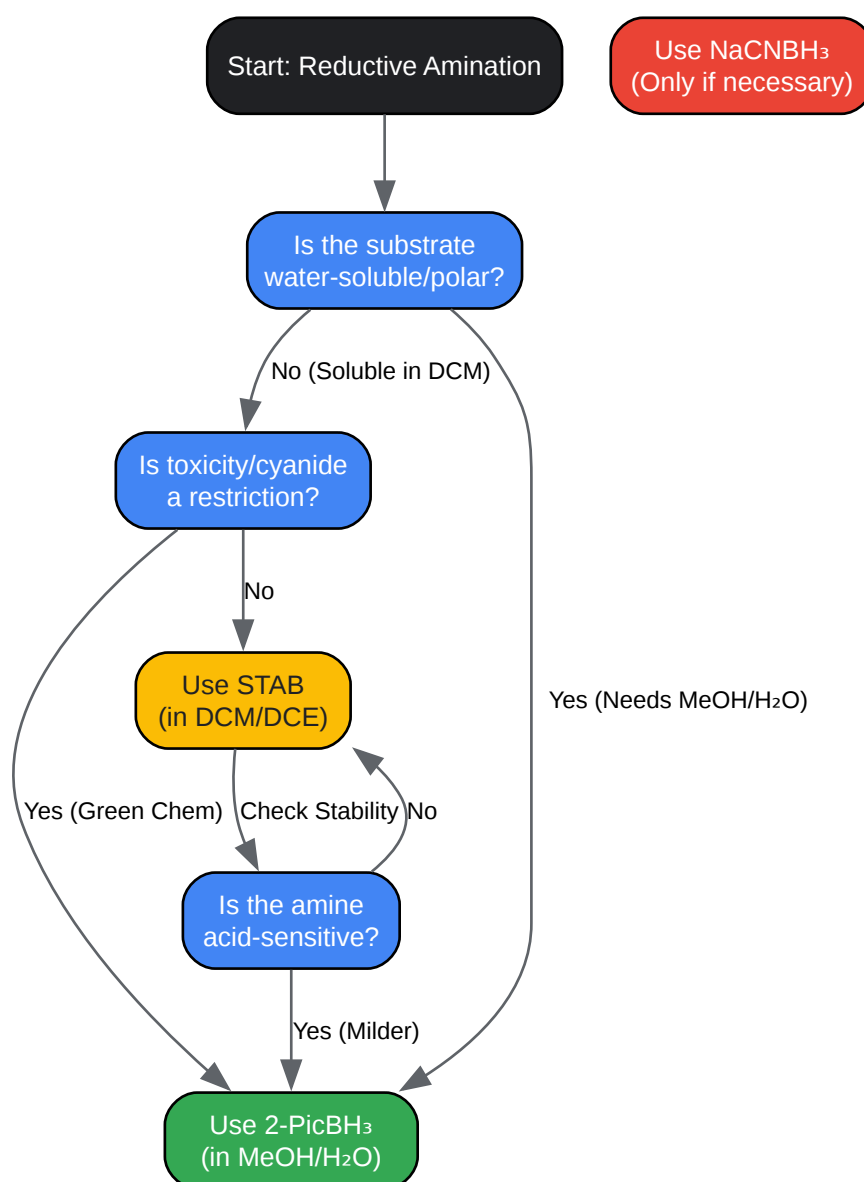 Start: Reductive Amination
Use NaCNBH₃
(Only if necessary)
Is the substrate
water-soluble/polar?
No (Soluble in DCM)
Is toxicity/cyanide
a restriction?
No
Use STAB
(in DCM/DCE)
Yes (Needs MeOH/H₂O)
Yes (Green Chem)
Check Stability
No
Is the amine
acid-sensitive?
Yes (Milder)
Use 2-PicBH₃
(in MeOH/H₂O)